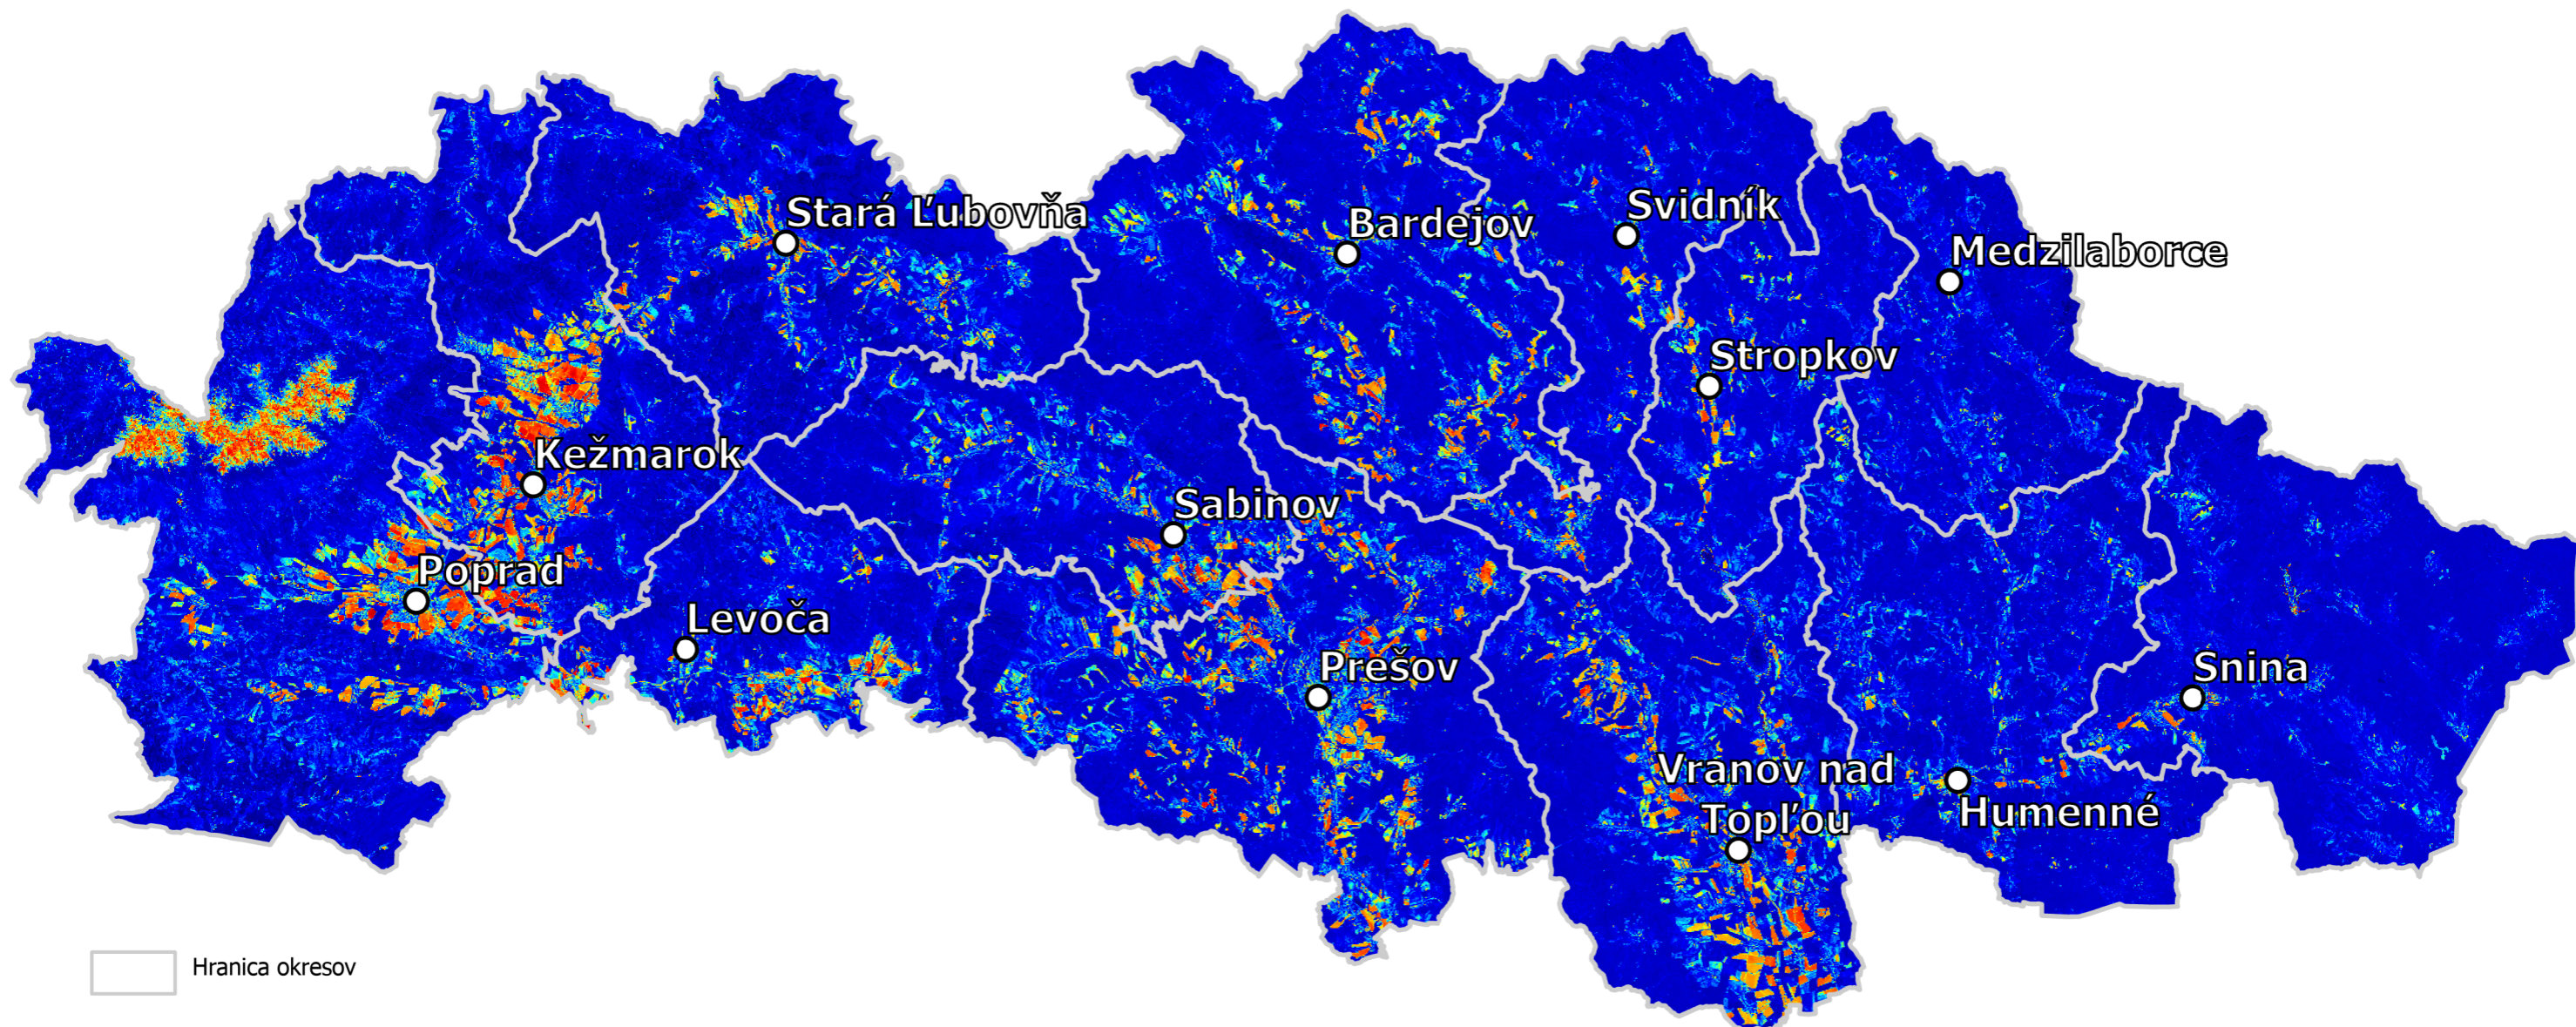 Stará Ľubovňa
Bardejov
Svidník
Medzilaborce
Stropkov
Kežmarok
Sabinov
Poprad
Levoča
Prešov
Snina
Vranov nad
Topľou
Humenné
Hranica okresov